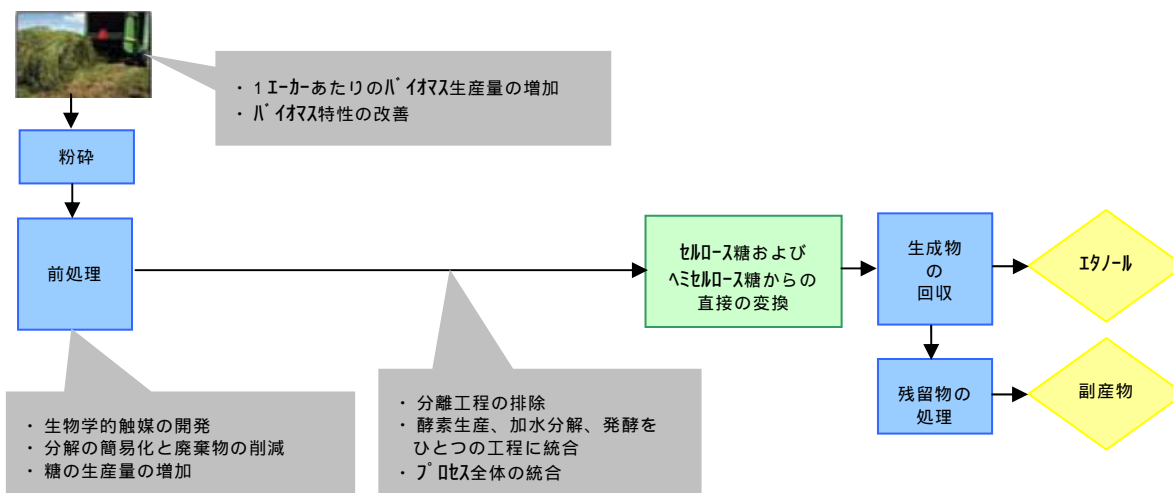 ・１ｴｰｶｰあたりのﾊﾞｲｵﾏｽ生産量の増加
・ﾊﾞｲｵﾏｽ特性の改善
粉砕
前処理
ｾﾙﾛｰｽ糖および
ﾍﾐｾﾙﾛｰｽ糖からの
直接の変換
生成物
の
回収
ｴﾀﾉｰﾙ
残留物の
処理
副産物
・生物学的触媒の開発
・分解の簡易化と廃棄物の削減
・糖の生産量の増加
・分離工程の排除
・酵素生産、加水分解、発酵を
ひとつの工程に統合
・ﾌﾟﾛｾｽ全体の統合